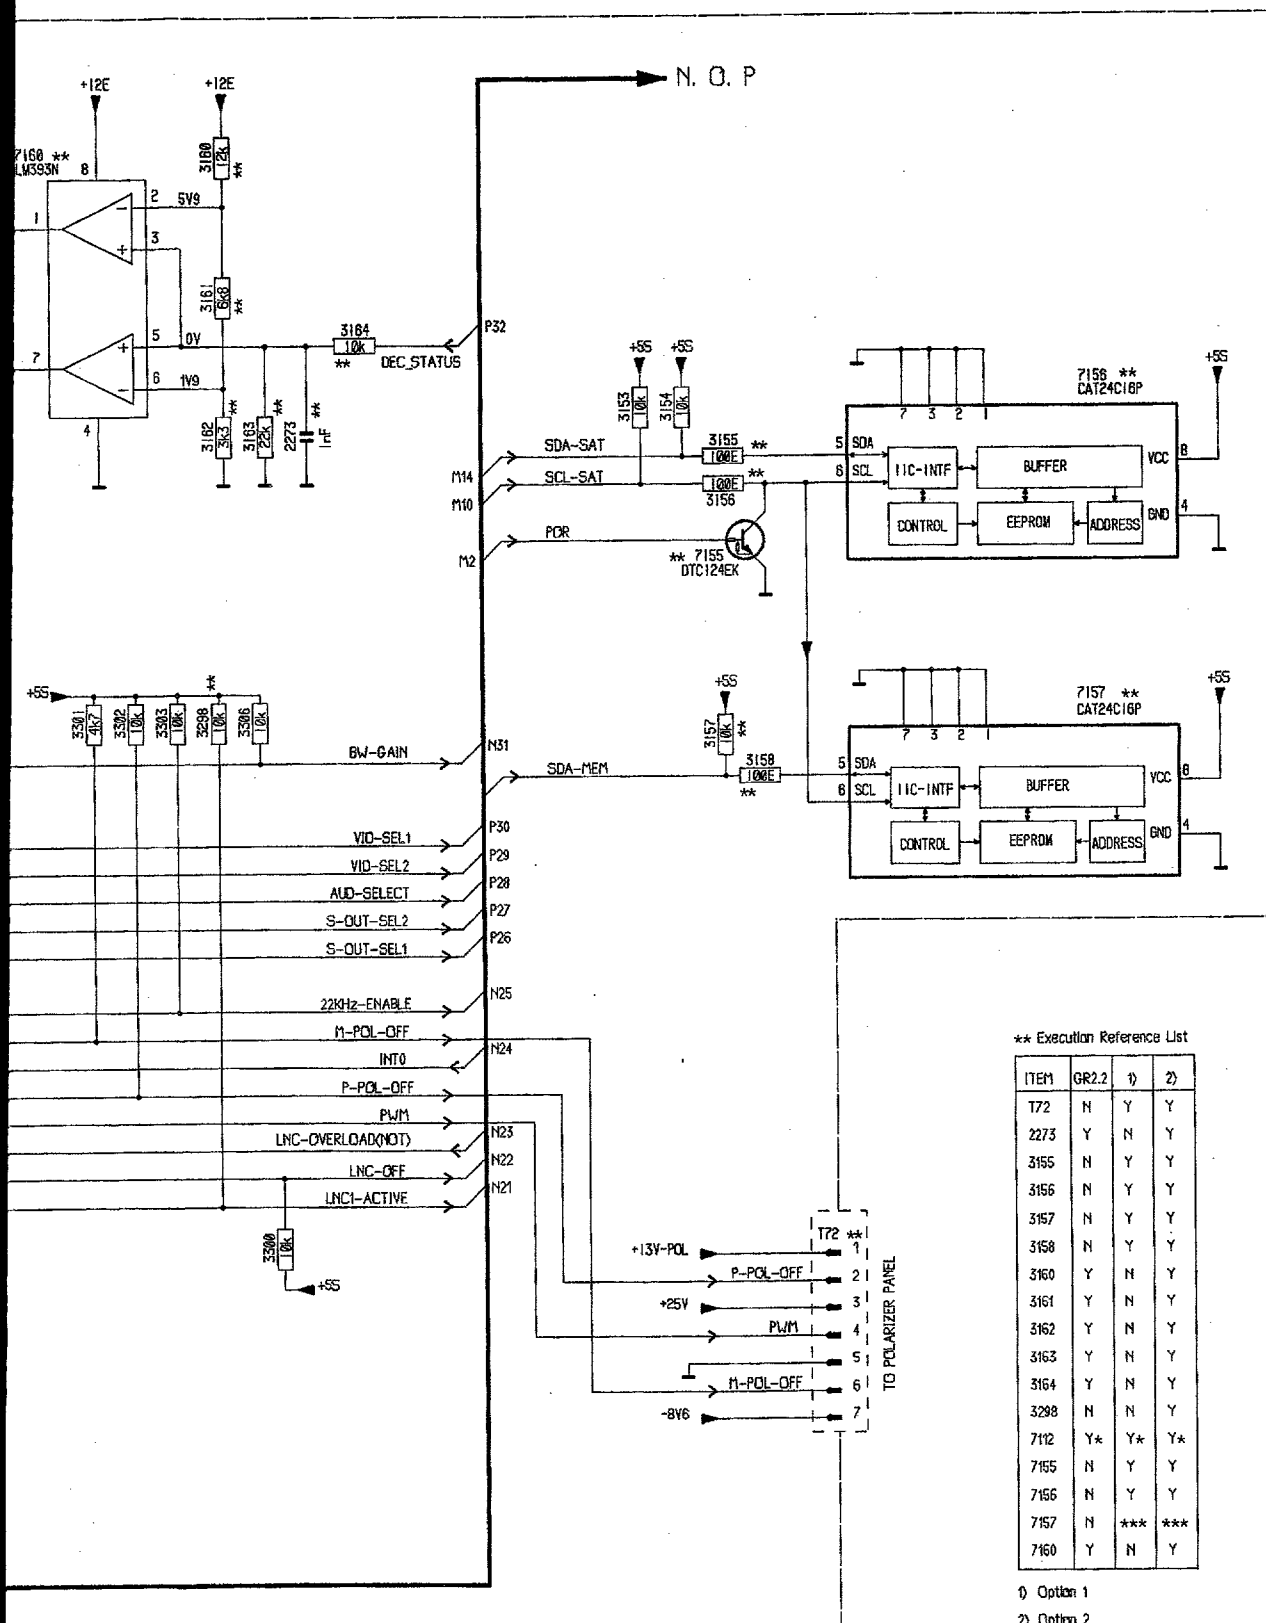 N. O. P
+12E
+12E
7160 **
LM393N
8
3160
12k
**
2
5V9
1
3
3161
6k8
**
5
0V
3164
10k
**
DEC_STATUS
P32
7
6
1V9
4
3162
3k3
**
3163
22k
**
2273
1nF
**
+5S
+5S
3153
10k
3154
10k
SDA-SAT
3155
**
100E
M14
SCL-SAT
**
100E
3156
M10
POR
** 7155
DTC124EK
M2
7156 **
CAT24C16P
+5S
7
3
2
1
5
SDA
6
SCL
IIC-INTF
BUFFER
VCC
8
CONTROL
EEPROM
ADDRESS
GND
4
+5S
**
3301
4k7
3302
10k
3303
10k
3298
10k
3306
10k
BW-GAIN
N31
+5S
3157
10k
**
SDA-MEM
3158
100E
**
7157 **
CAT24C16P
+5S
7
3
2
1
5
SDA
6
SCL
IIC-INTF
BUFFER
VCC
8
CONTROL
EEPROM
ADDRESS
GND
4
VID-SEL1
P30
VID-SEL2
P29
AUD-SELECT
P28
S-OUT-SEL2
P27
S-OUT-SEL1
P26
22KHz-ENABLE
N25
M-POL-OFF
INT0
N24
P-POL-OFF
PWM
LNC-OVERLOAD(NOT)
N23
LNC-OFF
N22
LNC1-ACTIVE
N21
3300
10k
+5S
T72 **
+13V-POL
1
P-POL-OFF
2
+25V
3
PWM
4
5
M-POL-OFF
6
-8V6
7
TO POLARIZER PANEL
** Execution Reference List
ITEM GR2.2 1) 2)
T72 N Y Y
2273 Y N Y
3155 N Y Y
3156 N Y Y
3157 N Y Y
3158 N Y Y
3160 Y N Y
3161 Y N Y
3162 Y N Y
3163 Y N Y
3164 Y N Y
3298 N N Y
7112 Y* Y* Y*
7155 N Y Y
7156 N Y Y
7157 N *** ***
7160 Y N Y
1) Option 1
2) Option 2